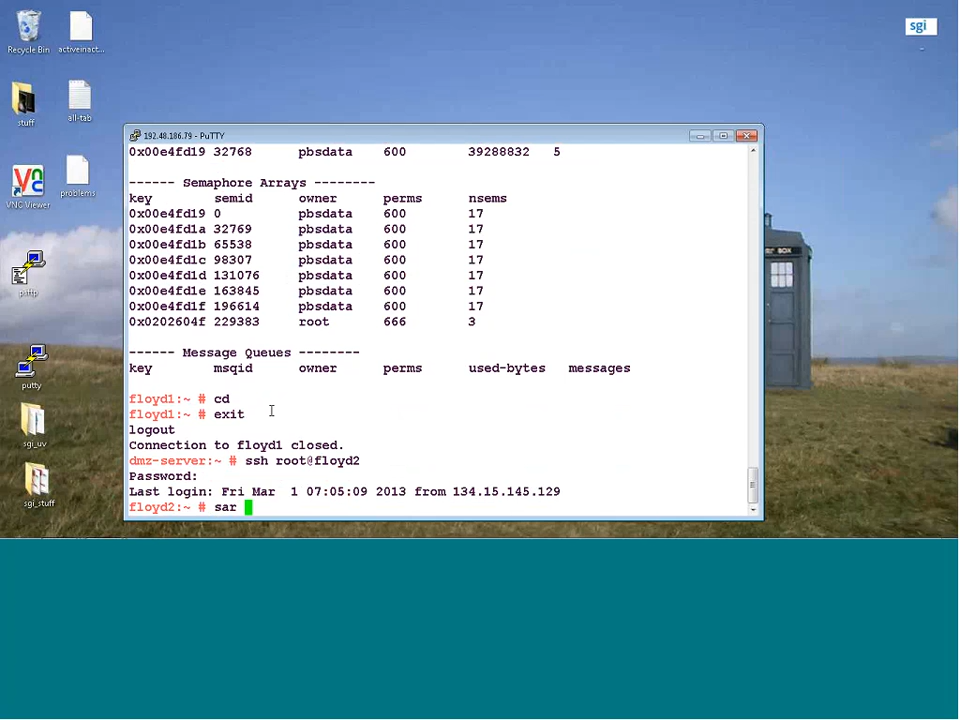 Recycle Bin
activeinact...
sgi
stuff
all-tab
VNC Viewer
problems
psftp
putty
sgi_uv
sgi_stuff
BOX
192.48.186.79 - PuTTY
0x00e4fd19 32768 pbsdata 600 39288832 5
------ Semaphore Arrays --------
key semid owner perms nsems
0x00e4fd19 0 pbsdata 600 17
0x00e4fd1a 32769 pbsdata 600 17
0x00e4fd1b 65538 pbsdata 600 17
0x00e4fd1c 98307 pbsdata 600 17
0x00e4fd1d 131076 pbsdata 600 17
0x00e4fd1e 163845 pbsdata 600 17
0x00e4fd1f 196614 pbsdata 600 17
0x0202604f 229383 root 666 3
------ Message Queues --------
key msqid owner perms used-bytes messages
floyd1:~ # cd
floyd1:~ # exit
logout
Connection to floyd1 closed.
dmz-server:~ # ssh root@floyd2
Password:
Last login: Fri Mar 1 07:05:09 2013 from 134.15.145.129
floyd2:~ # sar